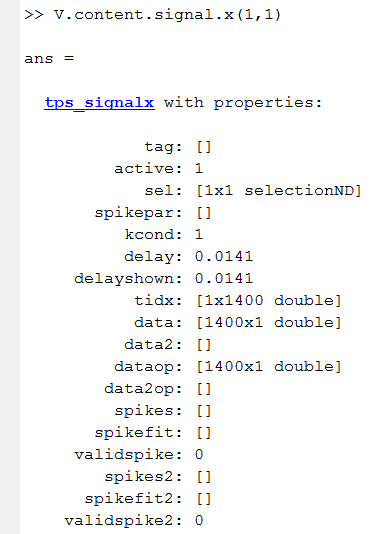 >> V.content.signal.x(1,1)
ans =
tps_signalx with properties:
tag: []
active: 1
sel: [1x1 selectionND]
spikepar: []
kcond: 1
delay: 0.0141
delayshown: 0.0141
tidx: [1x1400 double]
data: [1400x1 double]
data2: []
dataop: [1400x1 double]
data2op: []
spikes: []
spikefit: []
validspike: 0
spikes2: []
spikefit2: []
validspike2: 0